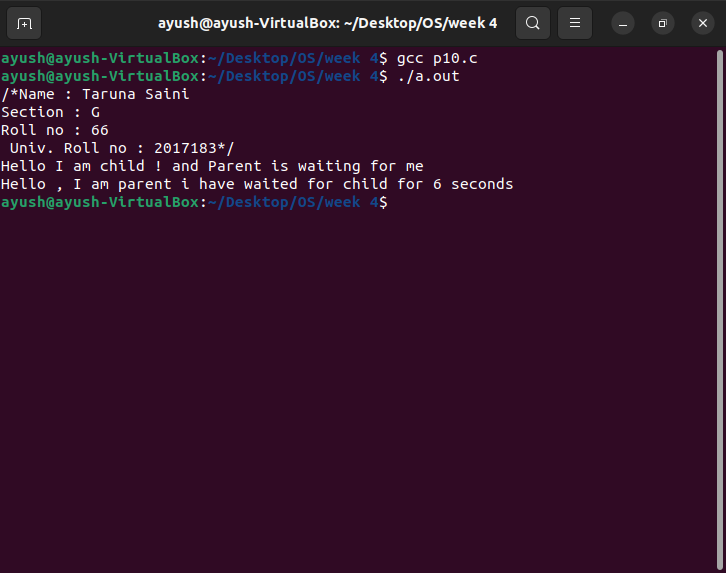 ayush@ayush-VirtualBox: ~/Desktop/OS/week 4
ayush@ayush-VirtualBox:~/Desktop/OS/week 4$ gcc p10.c
ayush@ayush-VirtualBox:~/Desktop/OS/week 4$ ./a.out
/*Name : Taruna Saini
Section : G
Roll no : 66
 Univ. Roll no : 2017183*/
Hello I am child ! and Parent is waiting for me
Hello , I am parent i have waited for child for 6 seconds
ayush@ayush-VirtualBox:~/Desktop/OS/week 4$